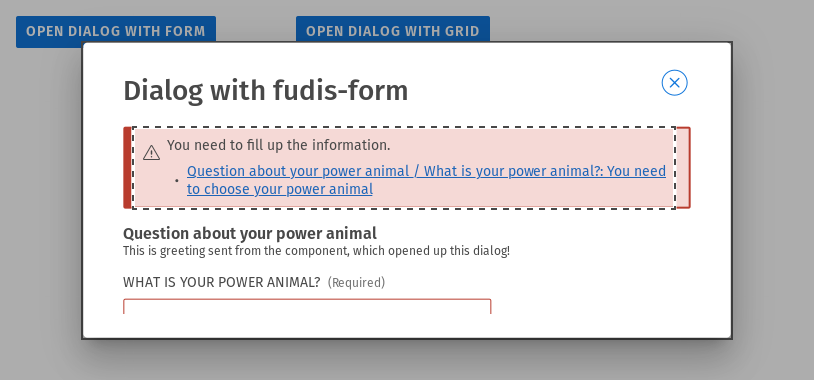 OPEN DIALOG WITH FORM
OPEN DIALOG WITH GRID
Dialog with fudis-form
You need to fill up the information.
Question about your power animal / What is your power animal?: You need
to choose your power animal
Question about your power animal
This is greeting sent from the component, which opened up this dialog!
WHAT IS YOUR POWER ANIMAL? (Required)